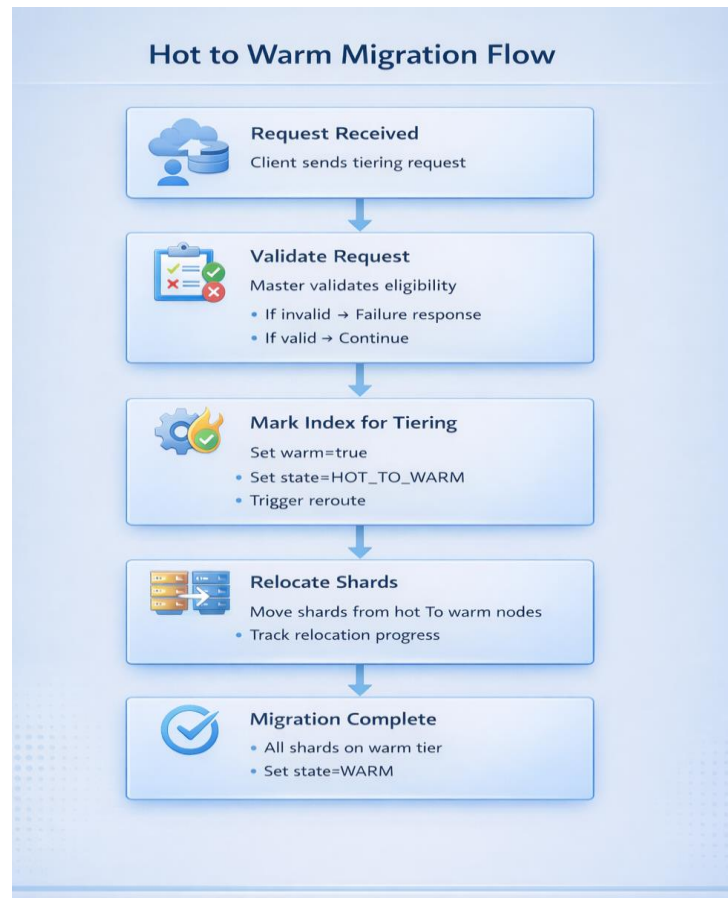 Hot to Warm Migration Flow
Request Received
Client sends tiering request
Validate Request
Master validates eligibility
• If invalid → Failure response
• If valid → Continue
Mark Index for Tiering
Set warm=true
• Set state=HOT_TO_WARM
• Trigger reroute
Relocate Shards
Move shards from hot To warm nodes
• Track relocation progress
Migration Complete
• All shards on warm tier
• Set state=WARM